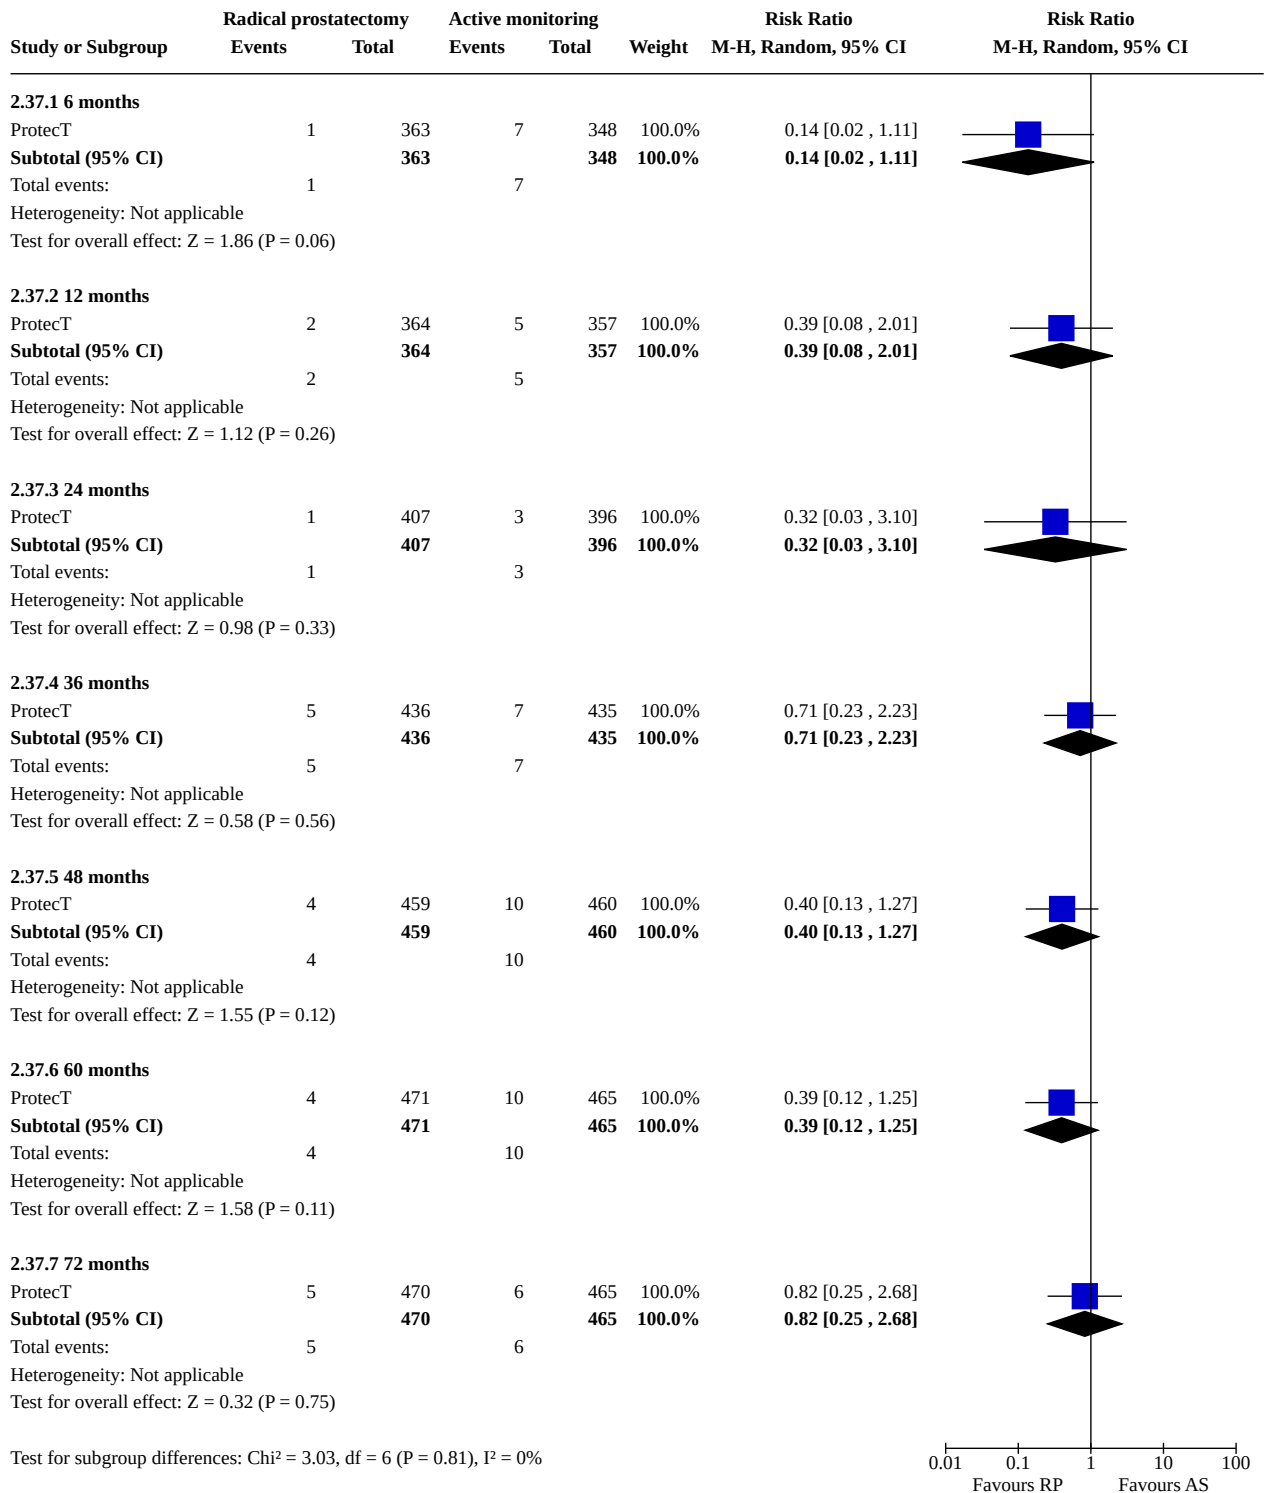 Radical prostatectomy Active monitoring Risk Ratio Risk Ratio
Study or Subgroup Events Total Events Total Weight M-H, Random, 95% CI M-H, Random, 95% CI
2.37.1 6 months
ProtecT 1 363 7 348 100.0% 0.14 [0.02 , 1.11]
Subtotal (95% CI) 363 348 100.0% 0.14 [0.02 , 1.11]
Total events: 1 7
Heterogeneity: Not applicable
Test for overall effect: Z = 1.86 (P = 0.06)
2.37.2 12 months
ProtecT 2 364 5 357 100.0% 0.39 [0.08 , 2.01]
Subtotal (95% CI) 364 357 100.0% 0.39 [0.08 , 2.01]
Total events: 2 5
Heterogeneity: Not applicable
Test for overall effect: Z = 1.12 (P = 0.26)
2.37.3 24 months
ProtecT 1 407 3 396 100.0% 0.32 [0.03 , 3.10]
Subtotal (95% CI) 407 396 100.0% 0.32 [0.03 , 3.10]
Total events: 1 3
Heterogeneity: Not applicable
Test for overall effect: Z = 0.98 (P = 0.33)
2.37.4 36 months
ProtecT 5 436 7 435 100.0% 0.71 [0.23 , 2.23]
Subtotal (95% CI) 436 435 100.0% 0.71 [0.23 , 2.23]
Total events: 5 7
Heterogeneity: Not applicable
Test for overall effect: Z = 0.58 (P = 0.56)
2.37.5 48 months
ProtecT 4 459 10 460 100.0% 0.40 [0.13 , 1.27]
Subtotal (95% CI) 459 460 100.0% 0.40 [0.13 , 1.27]
Total events: 4 10
Heterogeneity: Not applicable
Test for overall effect: Z = 1.55 (P = 0.12)
2.37.6 60 months
ProtecT 4 471 10 465 100.0% 0.39 [0.12 , 1.25]
Subtotal (95% CI) 471 465 100.0% 0.39 [0.12 , 1.25]
Total events: 4 10
Heterogeneity: Not applicable
Test for overall effect: Z = 1.58 (P = 0.11)
2.37.7 72 months
ProtecT 5 470 6 465 100.0% 0.82 [0.25 , 2.68]
Subtotal (95% CI) 470 465 100.0% 0.82 [0.25 , 2.68]
Total events: 5 6
Heterogeneity: Not applicable
Test for overall effect: Z = 0.32 (P = 0.75)
Test for subgroup differences: Chi² = 3.03, df = 6 (P = 0.81), I² = 0%
0.01 0.1 1 10 100
Favours RP Favours AS